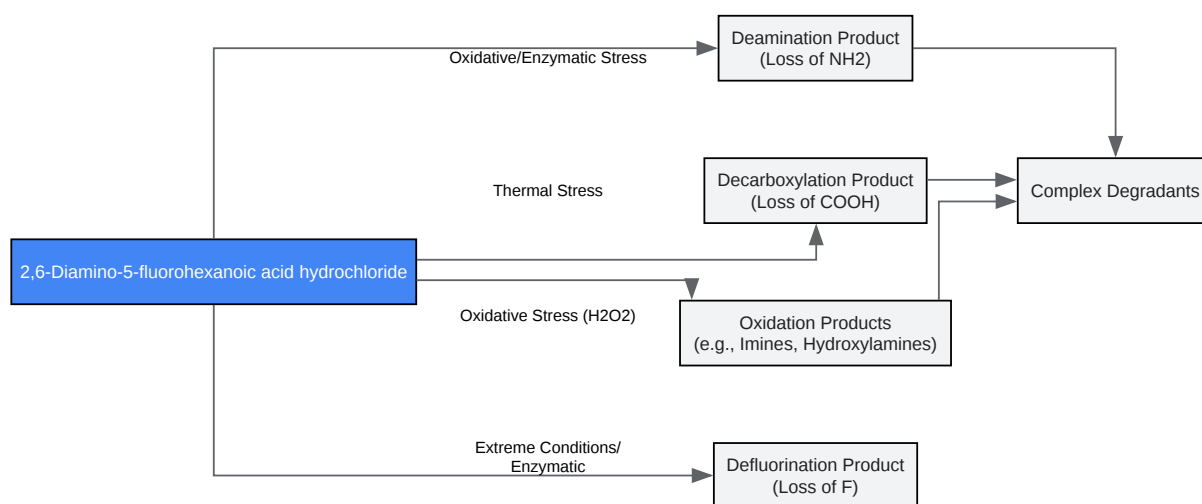 Deamination Product
(Loss of NH2)
Oxidative/Enzymatic Stress
Thermal Stress
Decarboxylation Product
(Loss of COOH)
Complex Degradants
2,6-Diamino-5-fluorohexanoic acid hydrochloride
Oxidative Stress (H2O2)
Oxidation Products
(e.g., Imines, Hydroxylamines)
Extreme Conditions/
Enzymatic
Defluorination Product
(Loss of F)